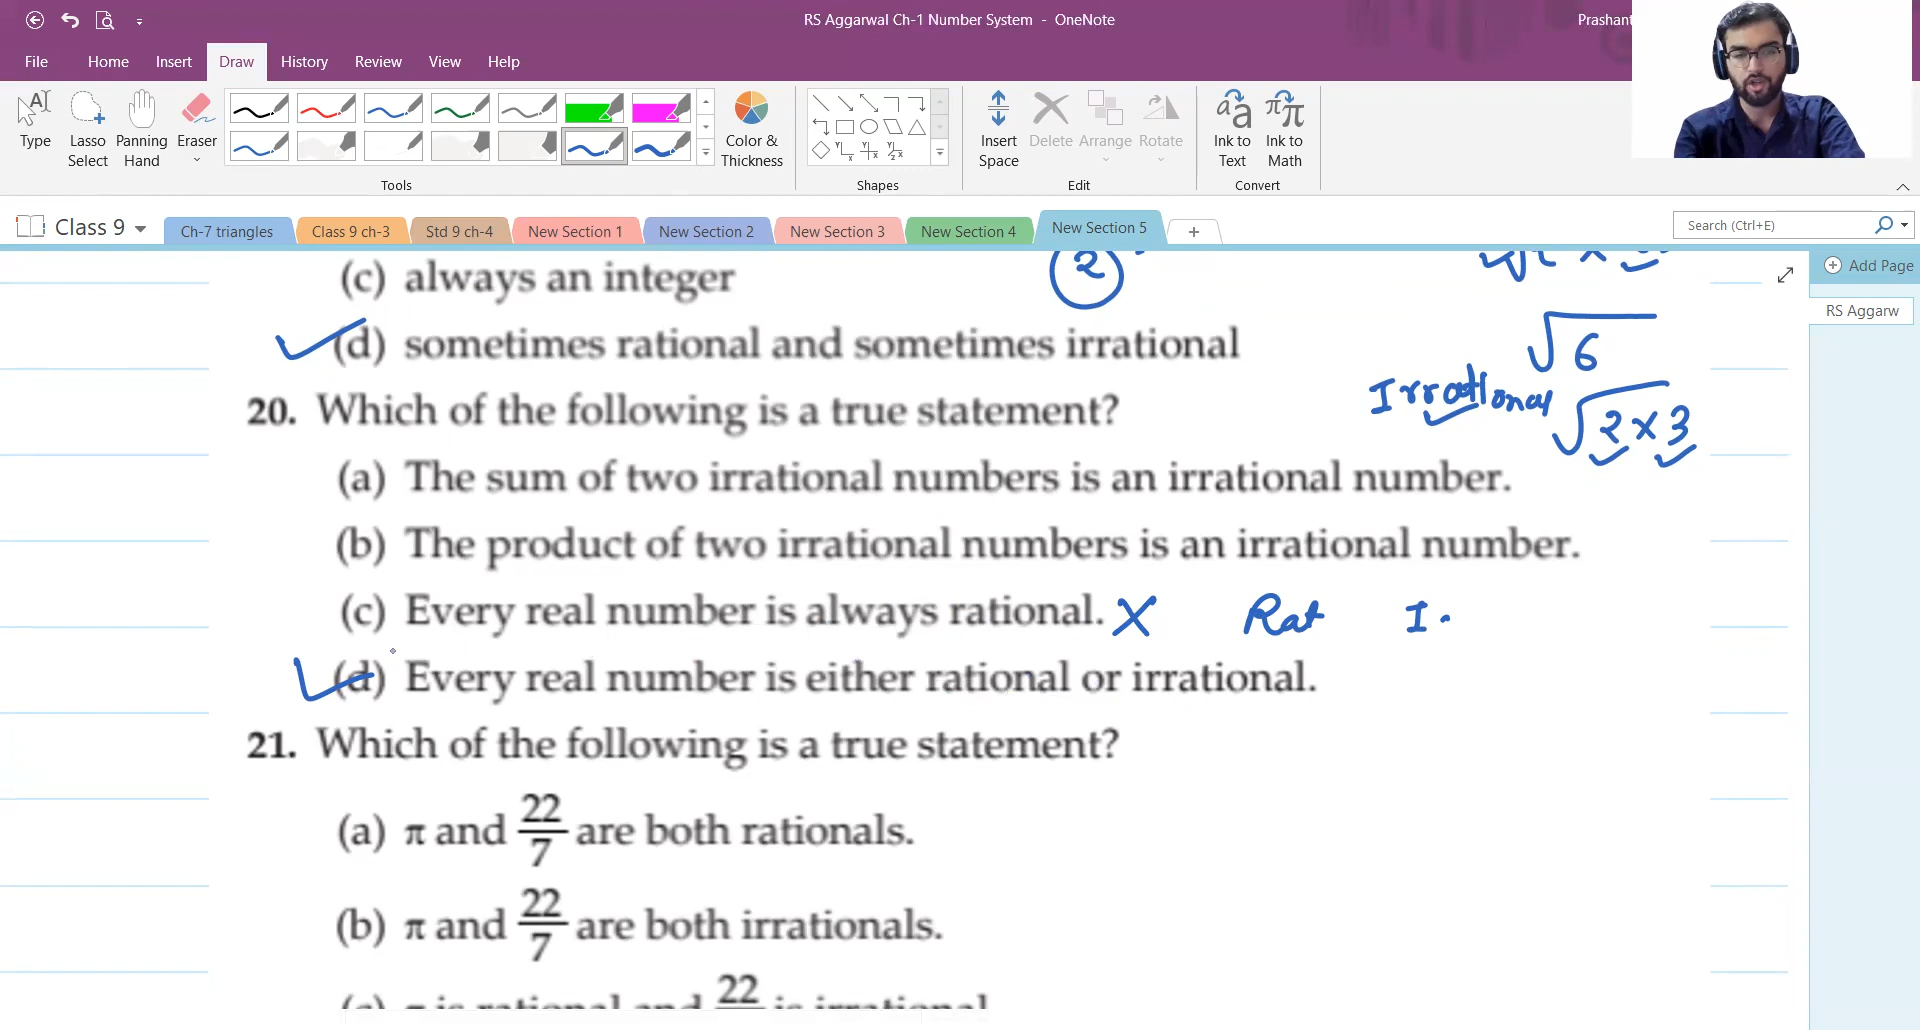 RS Aggarwal Ch-1 Number System - OneNote
Prashant
File Home Insert Draw History Review View Help
Type
Lasso Select
Panning Hand
Eraser
Color & Thickness
Insert Space
Delete
Arrange
Rotate
Ink to Text
Ink to Math
Tools
Shapes
Edit
Convert
Class 9
Ch-7 triangles
Class 9 ch-3
Std 9 ch-4
New Section 1
New Section 2
New Section 3
New Section 4
New Section 5
Search (Ctrl+E)
Add Page
RS Aggarw
(c) always an integer
2
(d) sometimes rational and sometimes irrational
√6
Irrational
√2×3
20. Which of the following is a true statement?
(a) The sum of two irrational numbers is an irrational number.
(b) The product of two irrational numbers is an irrational number.
(c) Every real number is always rational. X Rat I.
(d) Every real number is either rational or irrational.
21. Which of the following is a true statement?
(a) π and 22/7 are both rationals.
(b) π and 22/7 are both irrationals.
(c) π is rational and 22 is irrational